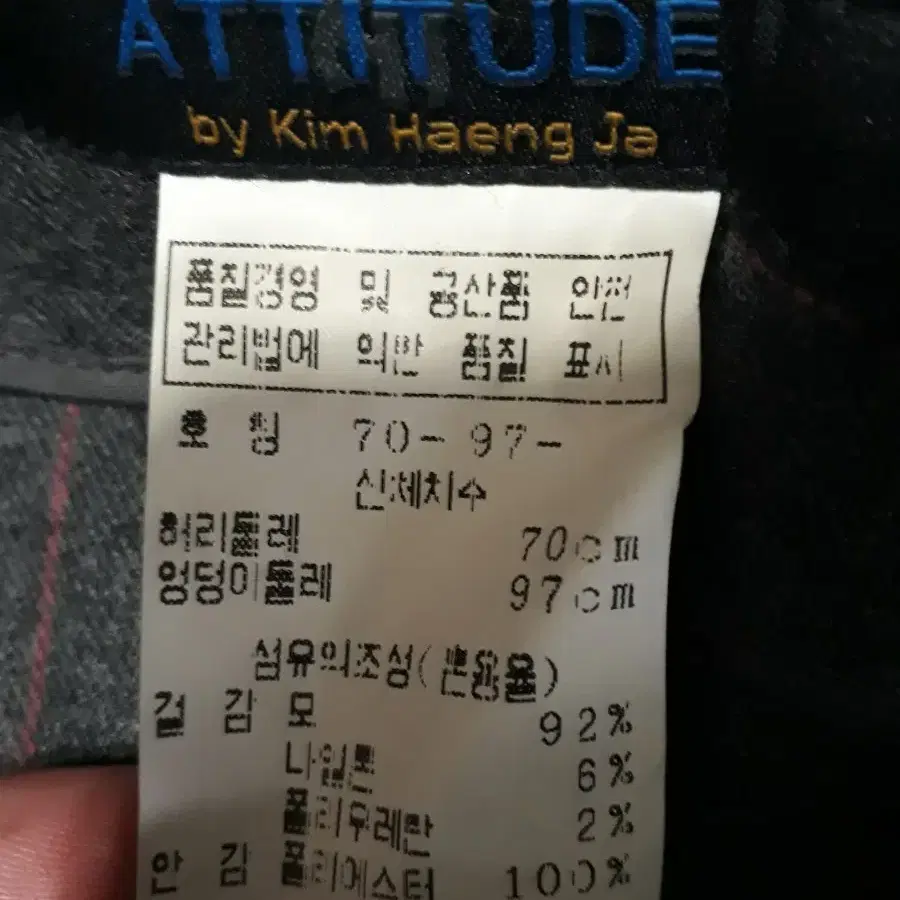 ATTITUDE
by Kim Haeng Ja
품질경영 및 공산품 안전
관리법에 의한 품질 표시
호 칭 70-97-
신체치수
허리둘레 70cm
엉덩이둘레 97cm
섬유의조성(혼용율)
겉 감 모 92%
나일론 6%
폴리우레탄 2%
안 감 폴리에스터 100%